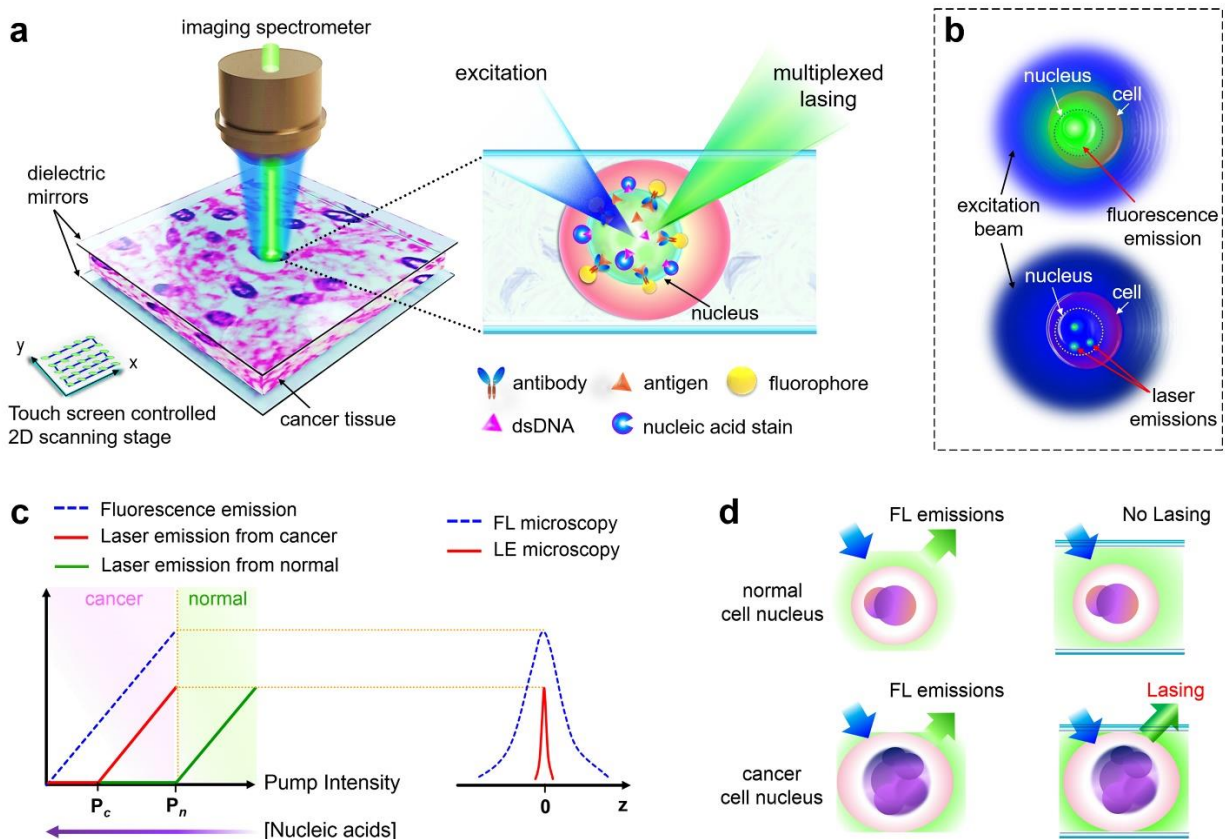 a
imaging spectrometer
excitation
multiplexed
lasing
dielectric
mirrors
nucleus
y
x
Touch screen controlled
2D scanning stage
cancer tissue
antibody
antigen
fluorophore
dsDNA
nucleic acid stain
b
nucleus
cell
excitation
beam
fluorescence
emission
nucleus
cell
laser
emissions
c
Fluorescence emission
Laser emission from cancer
Laser emission from normal
FL microscopy
LE microscopy
cancer
normal
Pump Intensity
Pc
Pn
[Nucleic acids]
0
z
d
FL emissions
No Lasing
normal
cell nucleus
FL emissions
Lasing
cancer
cell nucleus